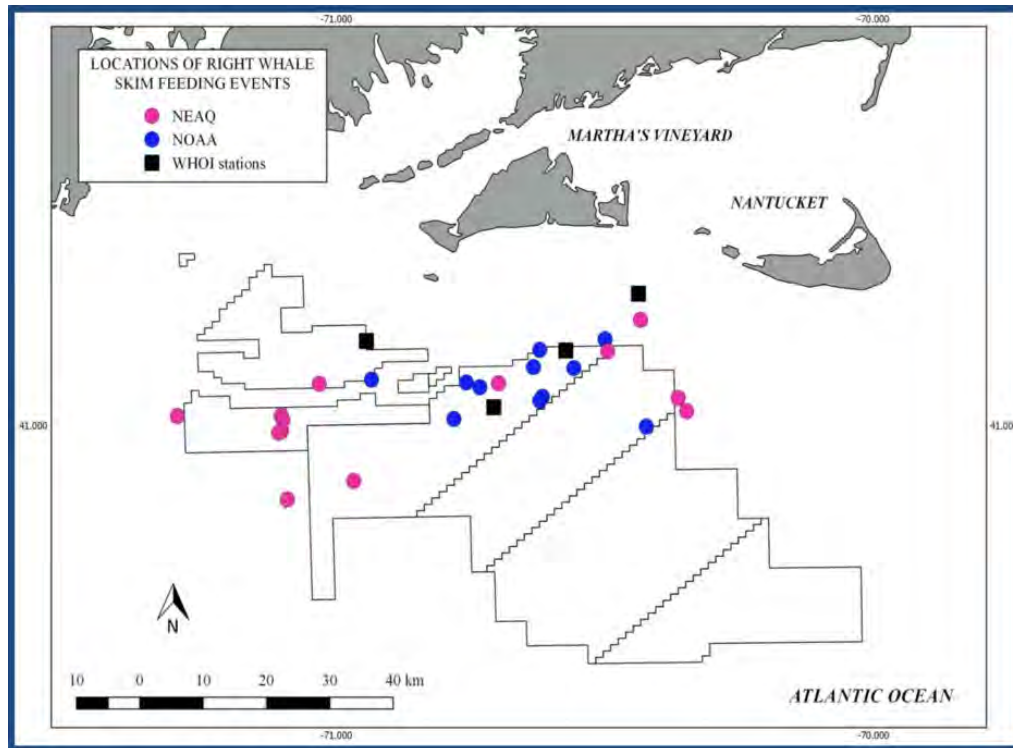 -71.000
-70.000
LOCATIONS OF RIGHT WHALE
SKIM FEEDING EVENTS
NEAQ
NOAA
WHOI stations
MARTHA'S VINEYARD
NANTUCKET
41.000
41.000
N
10 0 10 20 30 40 km
ATLANTIC OCEAN
-71.000
-70.000